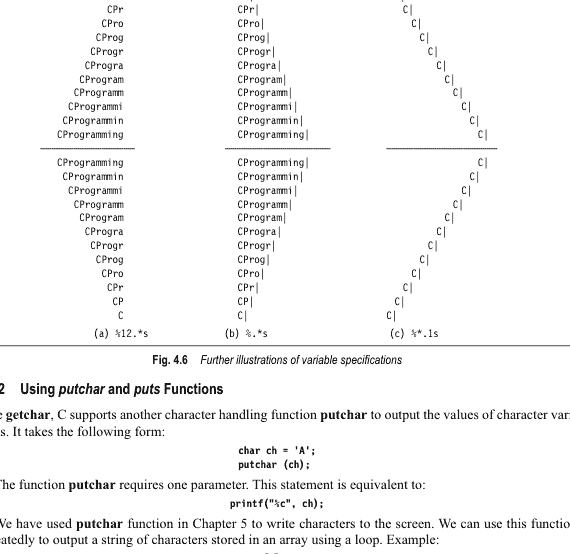 CPr CPr| C|
CPro CPro| C|
CProg CProg| C|
CProgr CProgr| C|
CProgra CProgra| C|
CProgram CProgram| C|
CProgramm CProgramm| C|
CProgrammi CProgrammi| C|
CProgrammin CProgrammin| C|
CProgramming CProgramming| C|
CProgramming CProgramming| C|
CProgrammin CProgrammin| C|
CProgrammi CProgrammi| C|
CProgramm CProgramm| C|
CProgram CProgram| C|
CProgra CProgra| C|
CProgr CProgr| C|
CProg CProg| C|
CPro CPro| C|
CPr CPr| C|
CP CP| C|
C C| C|
(a) %12.*s (b) %.*s (c) %*.1s
Fig. 4.6 Further illustrations of variable specifications
2 Using putchar and puts Functions
e getchar, C supports another character handling function putchar to output the values of character vari
s. It takes the following form:
char ch = 'A';
putchar (ch);
The function putchar requires one parameter. This statement is equivalent to:
printf("%c", ch);
We have used putchar function in Chapter 5 to write characters to the screen. We can use this functio
eatedly to output a string of characters stored in an array using a loop. Example: